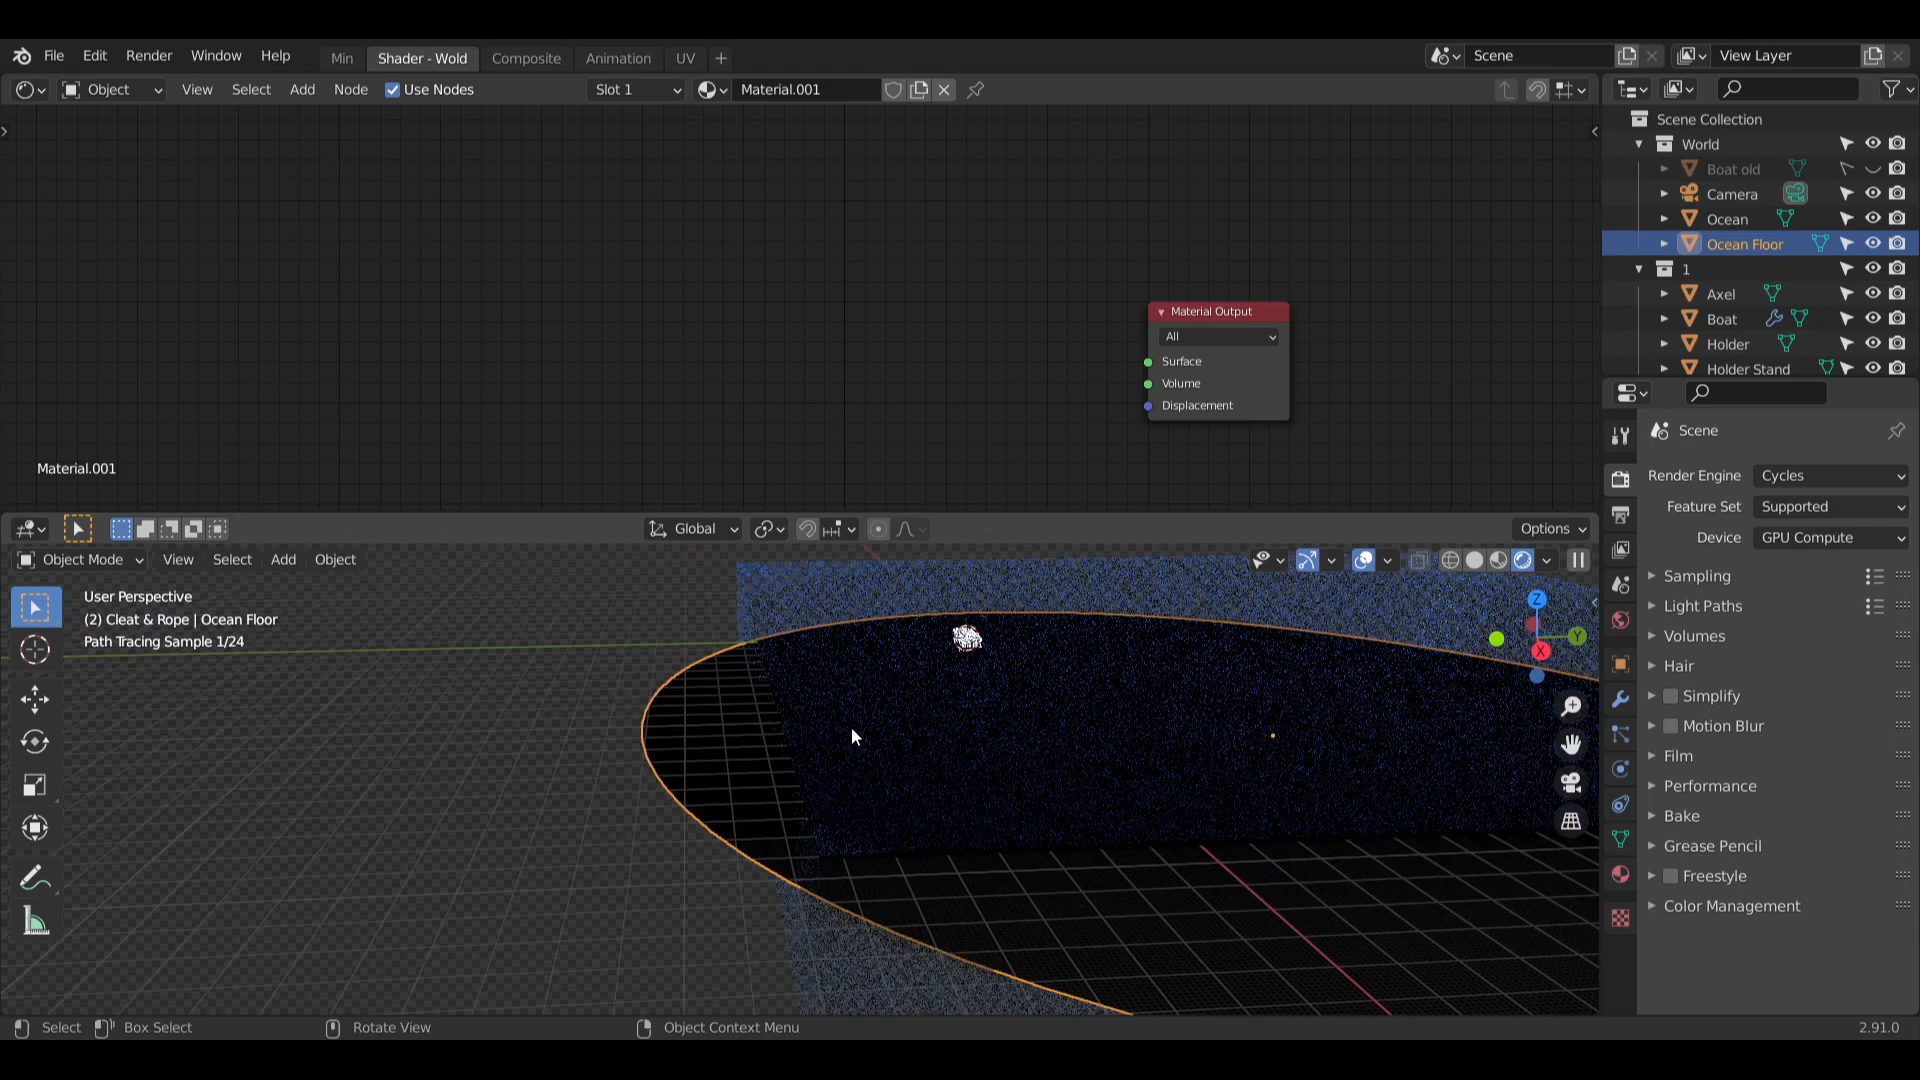 File Edit Render Window Help Min Shader - Wold Composite Animation UV Scene View Layer
Object View Select Add Node Use Nodes Slot 1 Material.001
Scene Collection
World
Boat old
Camera
Ocean
Ocean Floor
1
Axel
Boat
Holder
Holder Stand
Material Output
All
Surface
Volume
Displacement
Material.001
Global Options
Object Mode View Select Add Object
User Perspective
(2) Cleat & Rope | Ocean Floor
Path Tracing Sample 1/24
Z
Y
X
Scene
Render Engine Cycles
Feature Set Supported
Device GPU Compute
Sampling
Light Paths
Volumes
Hair
Simplify
Motion Blur
Film
Performance
Bake
Grease Pencil
Freestyle
Color Management
Select Box Select Rotate View Object Context Menu 2.91.0